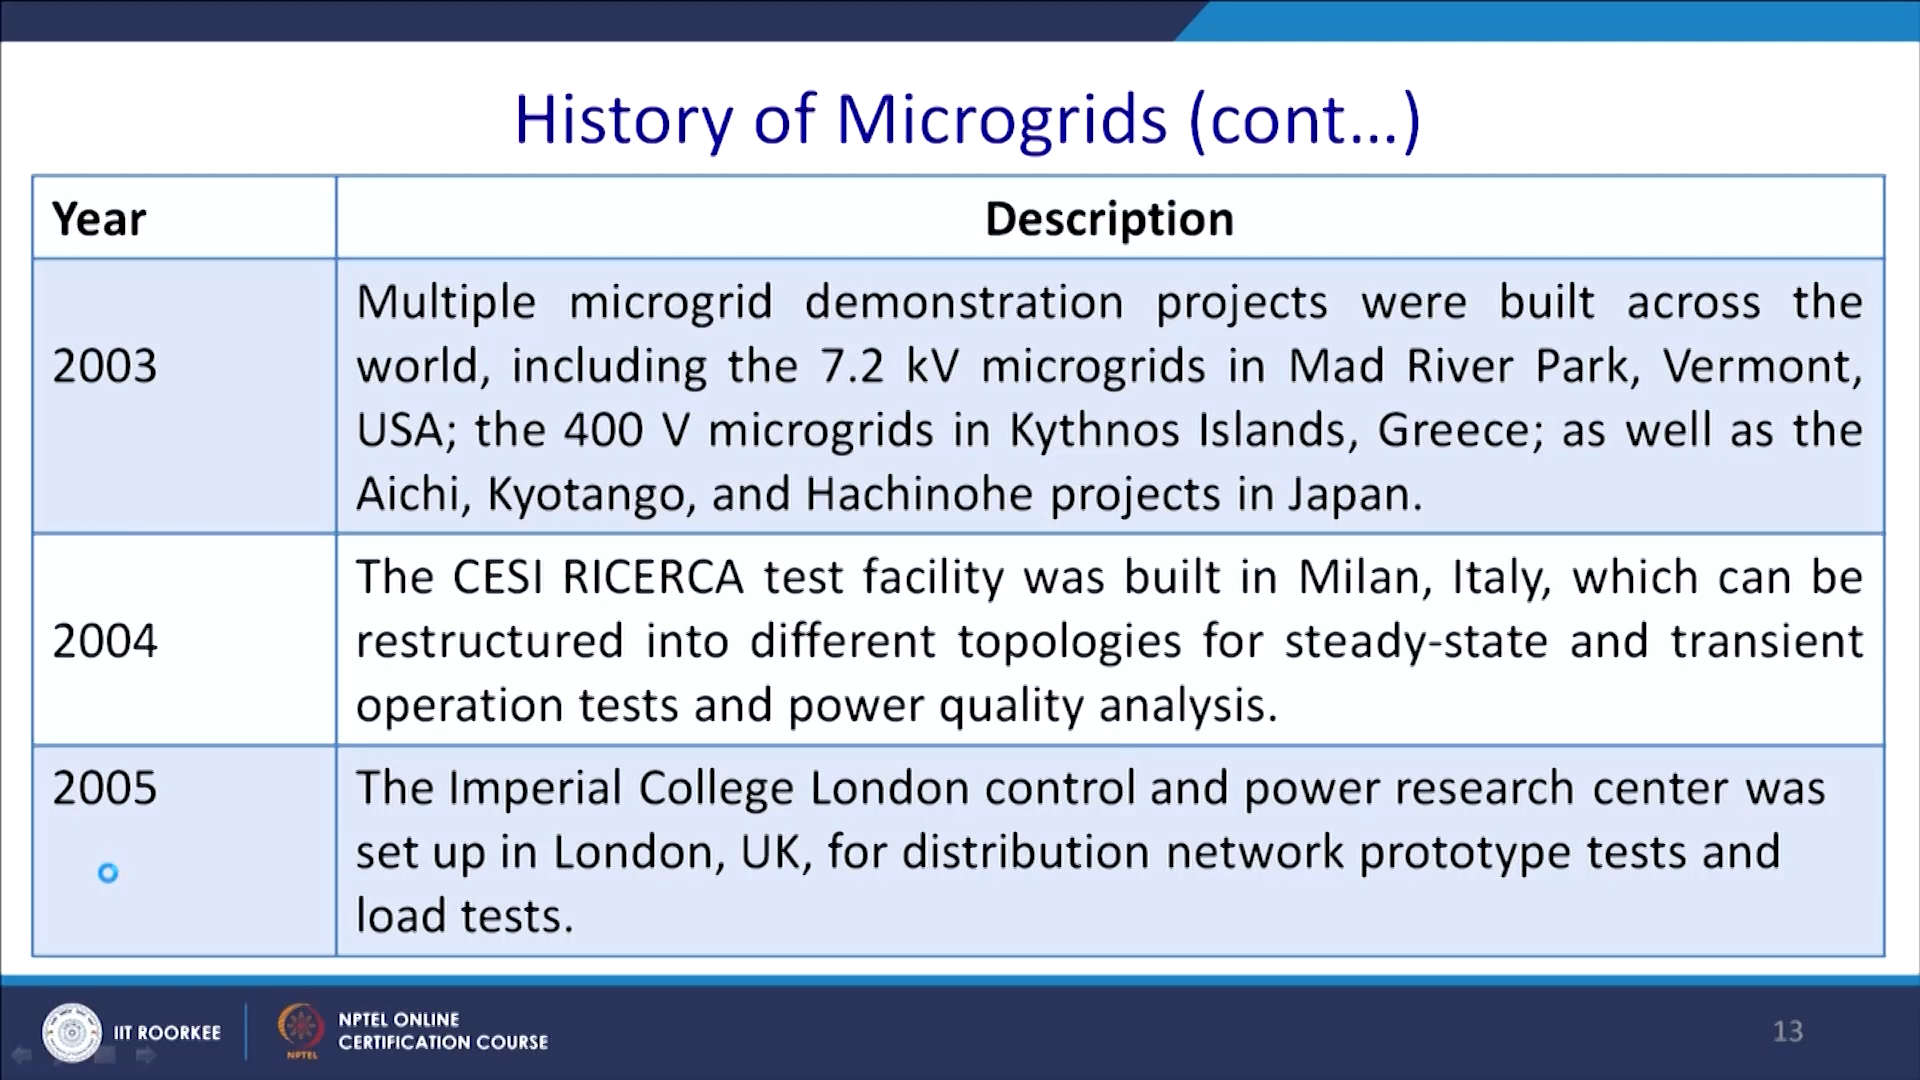 History of Microgrids (cont...)
Year
Description
2003
Multiple microgrid demonstration projects were built across the
world, including the 7.2 kV microgrids in Mad River Park, Vermont,
USA; the 400 V microgrids in Kythnos Islands, Greece; as well as the
Aichi, Kyotango, and Hachinohe projects in Japan.
2004
The CESI RICERCA test facility was built in Milan, Italy, which can be
restructured into different topologies for steady-state and transient
operation tests and power quality analysis.
2005
The Imperial College London control and power research center was
set up in London, UK, for distribution network prototype tests and
load tests.
IIT ROORKEE
NPTEL
NPTEL ONLINE
CERTIFICATION COURSE
13